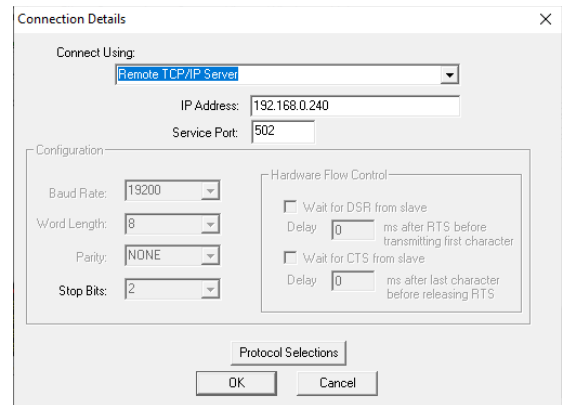 Connection Details
Connect Using:
Remote TCP/IP Server
IP Address: 192.168.0.240
Service Port: 502
Configuration
Baud Rate: 19200
Word Length: 8
Parity: NONE
Stop Bits: 2
Hardware Flow Control
Wait for DSR from slave
Delay 0 ms after RTS before
transmitting first character
Wait for CTS from slave
Delay 0 ms after last character
before releasing RTS
Protocol Selections
OK Cancel